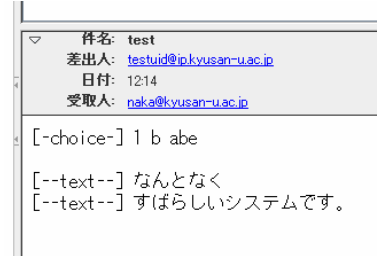 件名: test
差出人: testuid@ip.kyusan-u.ac.jp
日付: 12:14
受取人: naka@kyusan-u.ac.jp
[-choice-] 1 b abe
[--text--] なんとなく
[--text--] すばらしいシステムです。